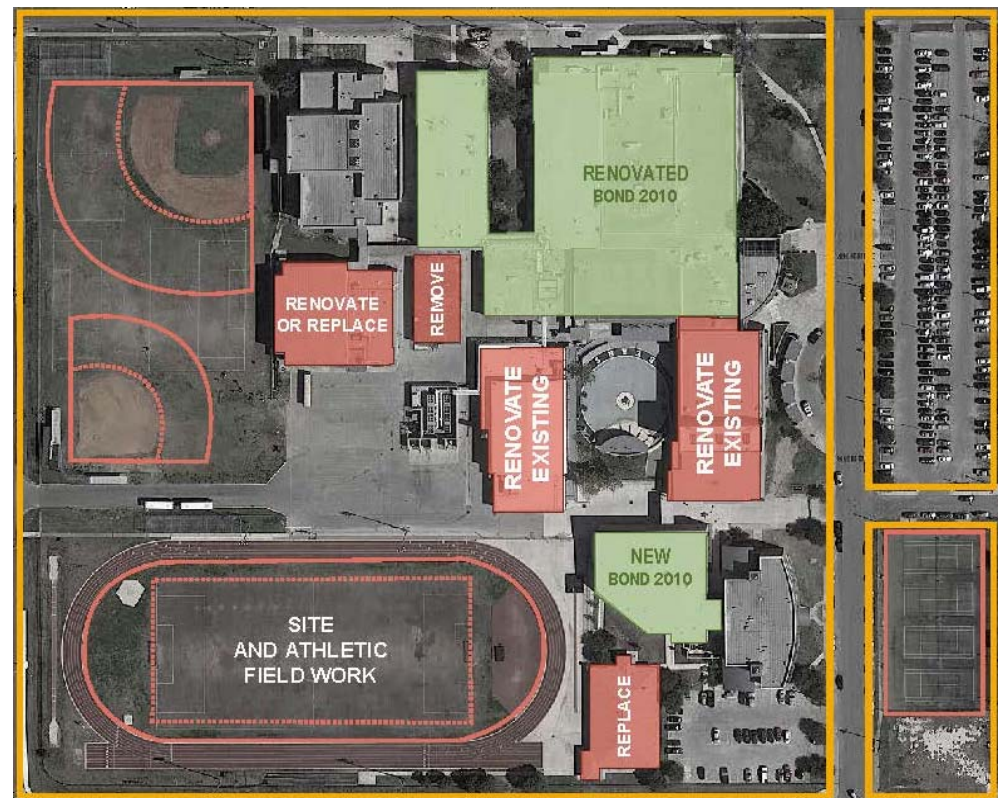 RENOVATED
BOND 2010
RENOVATE
OR REPLACE
REMOVE
RENOVATE
EXISTING
RENOVATE
EXISTING
BEARS
NEW
BOND 2010
SITE
AND ATHLETIC
FIELD WORK
REPLACE